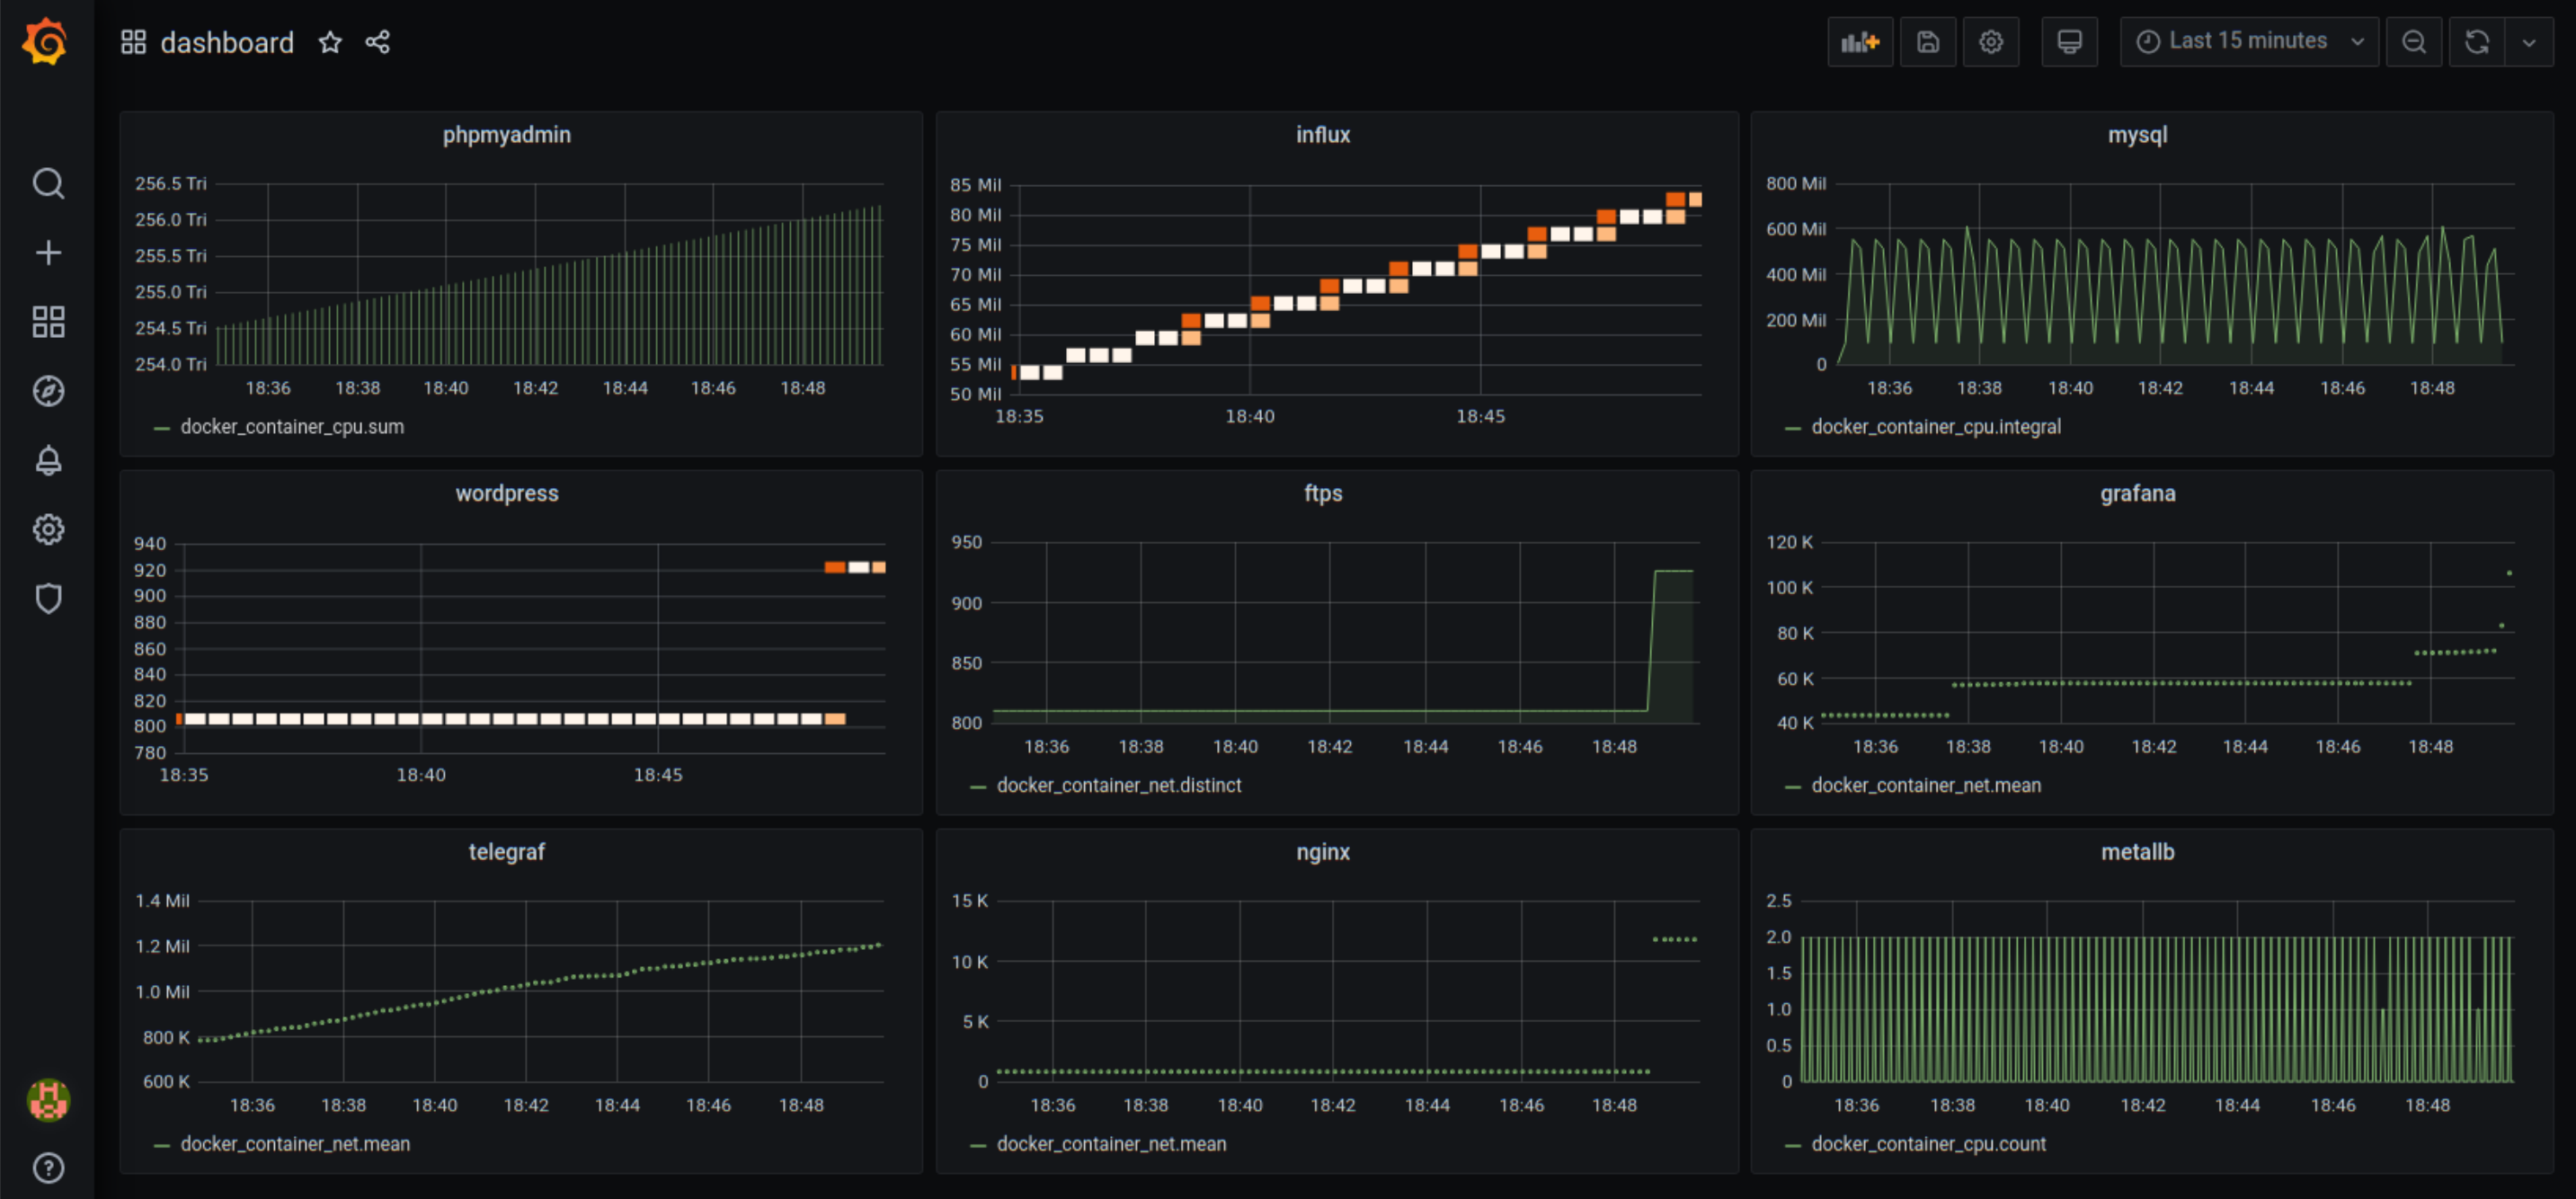 dashboard
Last 15 minutes
phpmyadmin
256.5 Tri
256.0 Tri
255.5 Tri
255.0 Tri
254.5 Tri
254.0 Tri
18:36 18:38 18:40 18:42 18:44 18:46 18:48
docker_container_cpu.sum
influx
85 Mil
80 Mil
75 Mil
70 Mil
65 Mil
60 Mil
55 Mil
50 Mil
18:35 18:40 18:45
mysql
800 Mil
600 Mil
400 Mil
200 Mil
0
18:36 18:38 18:40 18:42 18:44 18:46 18:48
docker_container_cpu.integral
wordpress
940
920
900
880
860
840
820
800
780
18:35 18:40 18:45
ftps
950
900
850
800
18:36 18:38 18:40 18:42 18:44 18:46 18:48
docker_container_net.distinct
grafana
120 K
100 K
80 K
60 K
40 K
18:36 18:38 18:40 18:42 18:44 18:46 18:48
docker_container_net.mean
telegraf
1.4 Mil
1.2 Mil
1.0 Mil
800 K
600 K
18:36 18:38 18:40 18:42 18:44 18:46 18:48
docker_container_net.mean
nginx
15 K
10 K
5 K
0
18:36 18:38 18:40 18:42 18:44 18:46 18:48
docker_container_net.mean
metallb
2.5
2.0
1.5
1.0
0.5
0
18:36 18:38 18:40 18:42 18:44 18:46 18:48
docker_container_cpu.count